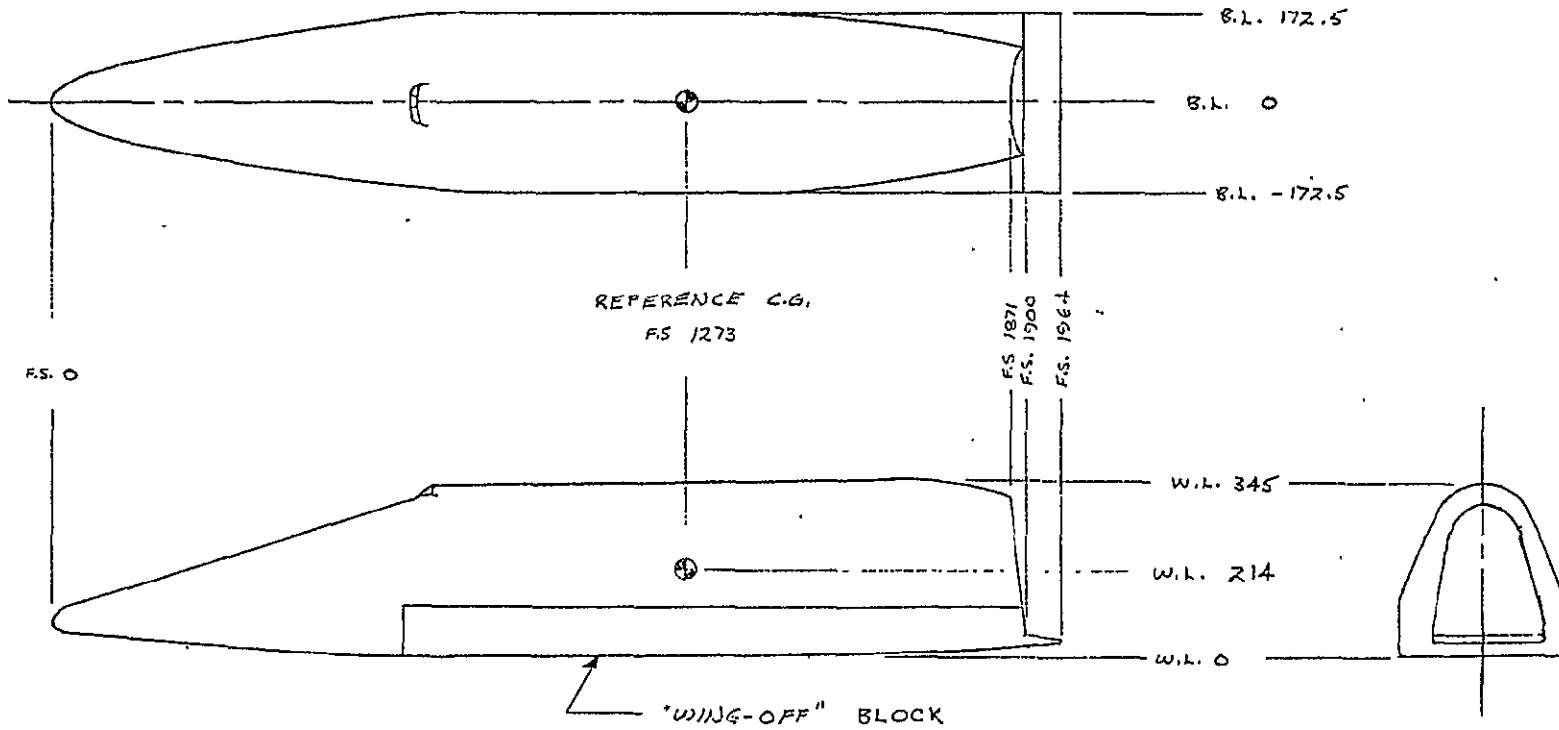 B.L. 172.5
B.L. 0
B.L. -172.5
REFERENCE C.G.
F.S 1273
F.S. 0
F.S 1871
F.S. 1900
F.S. 1964
W.L. 345
W.L. 214
W.L. 0
"WING-OFF" BLOCK